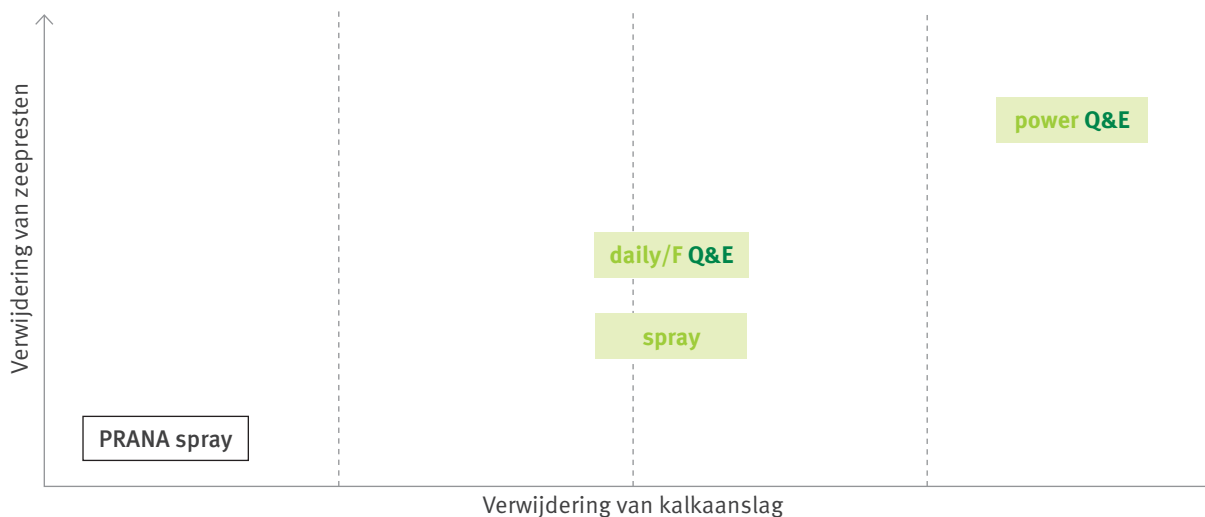 Verwijdering van zeepresten
power Q&E
daily/F Q&E
spray
PRANA spray
Verwijdering van kalkaanslag